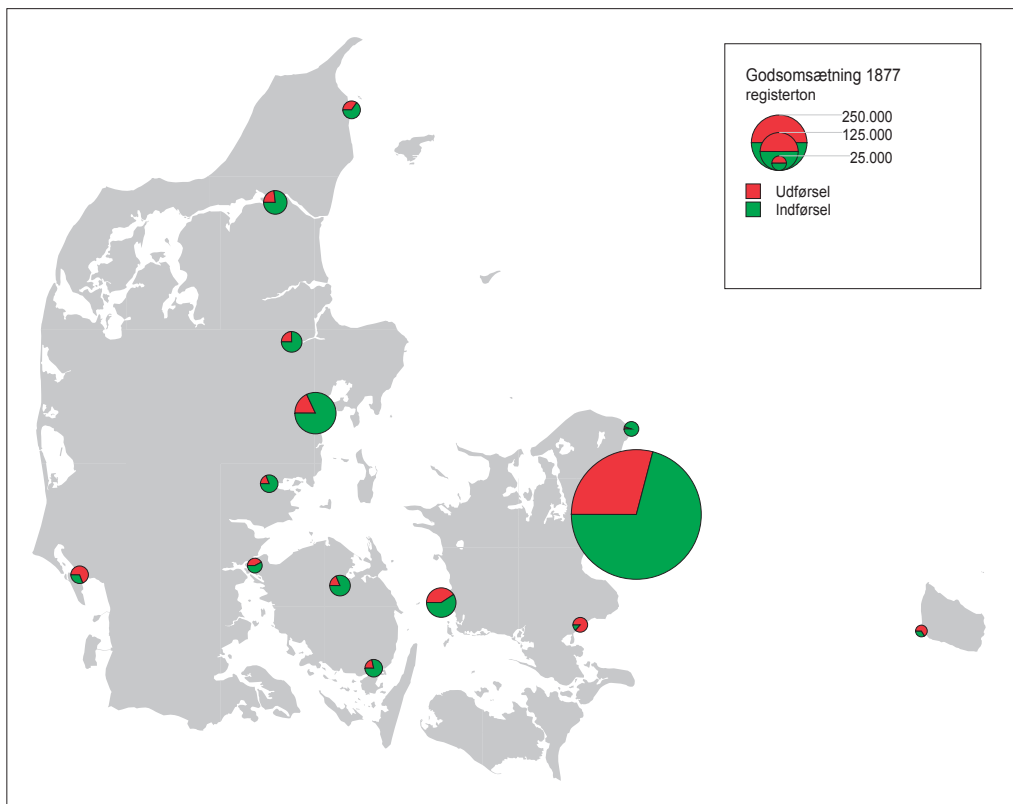 Godsomsætning 1877
registerton
250.000
125.000
25.000
Udførsel
Indførsel